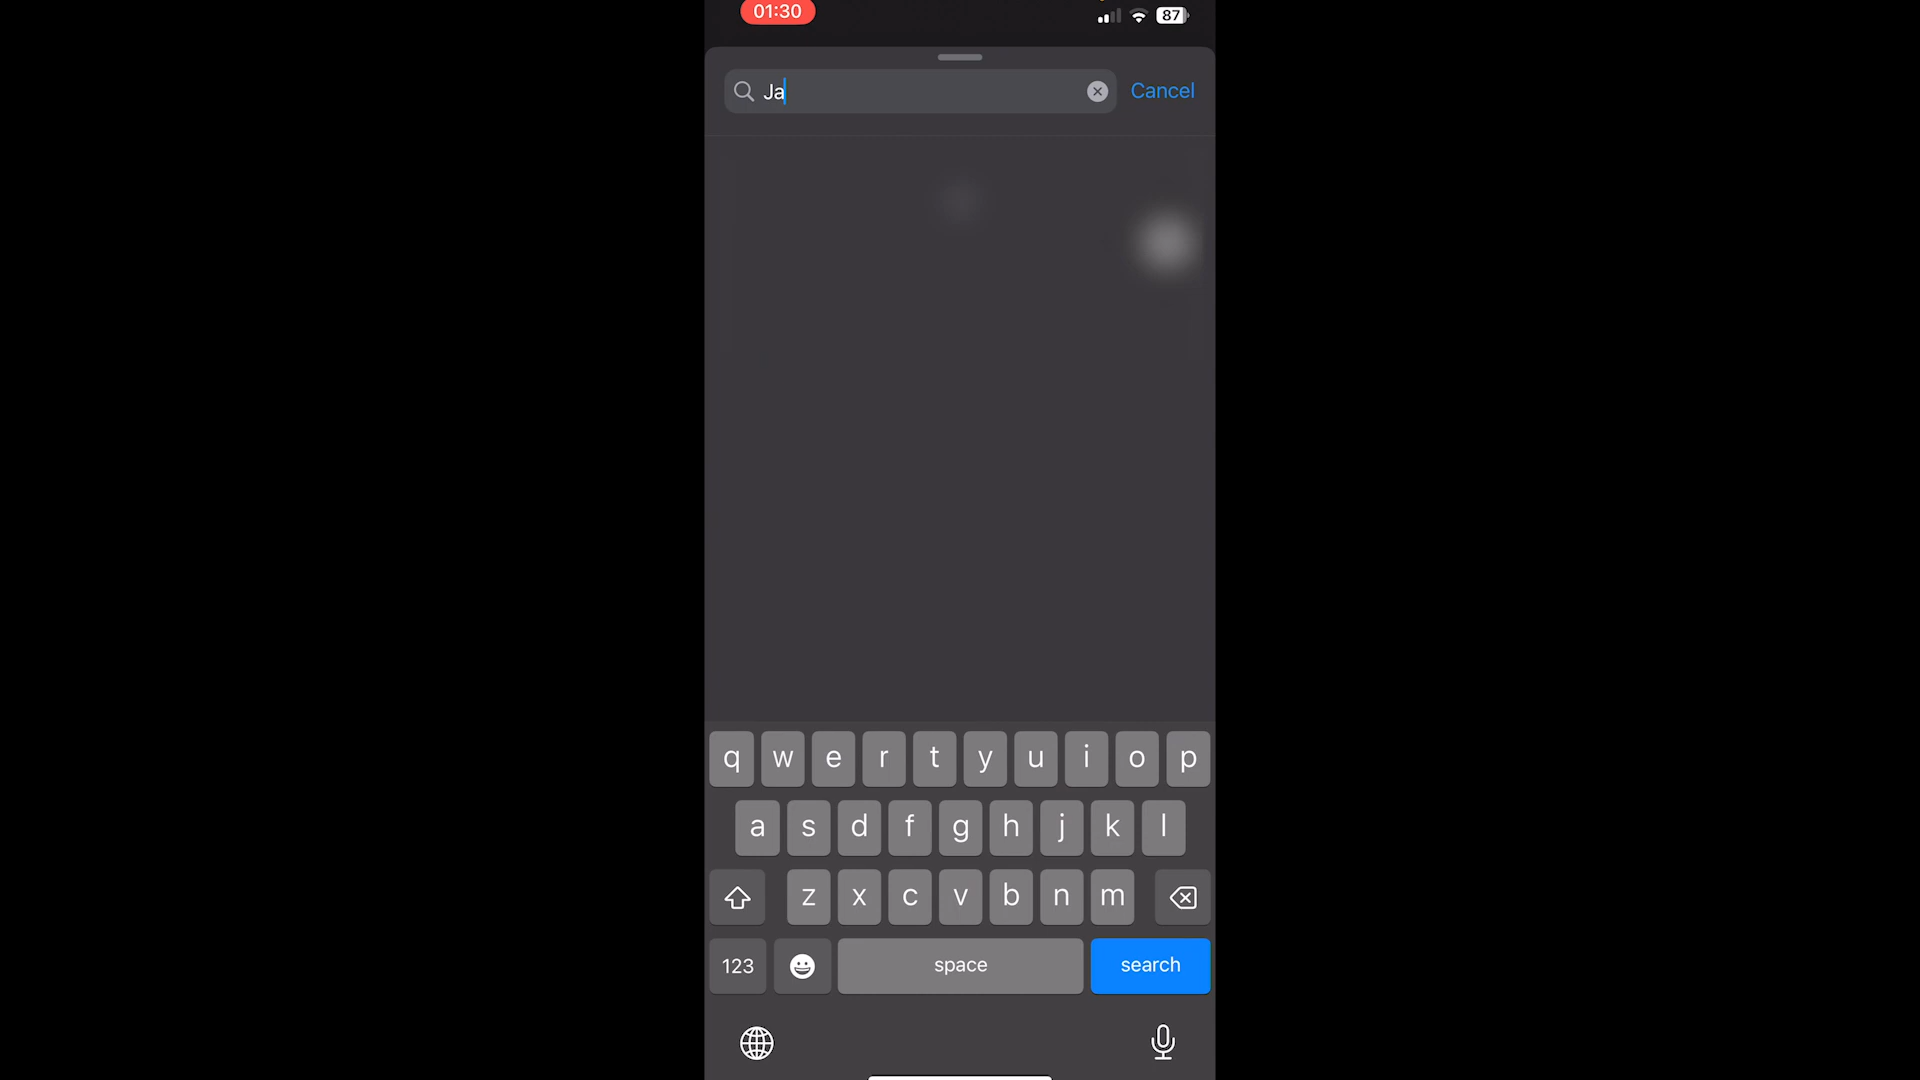 01:30
87
Ja
Cancel
q w e r t y u i o p
a s d f g h j k l
z x c v b n m
123
space
search